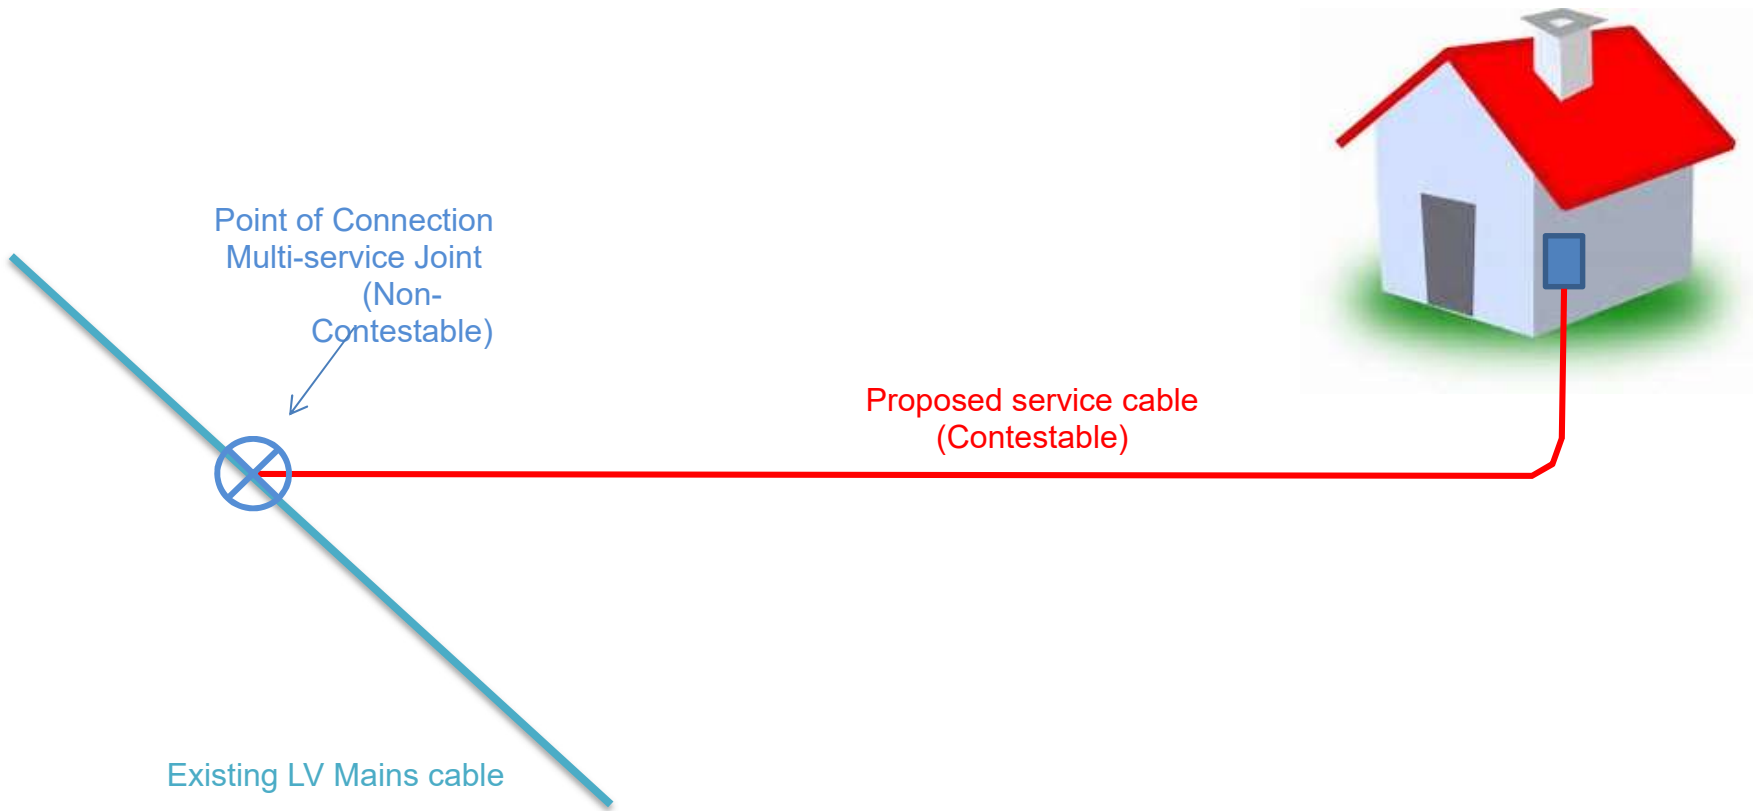 Point of Connection
Multi-service Joint
(Non-
Contestable)
Proposed service cable
(Contestable)
Existing LV Mains cable